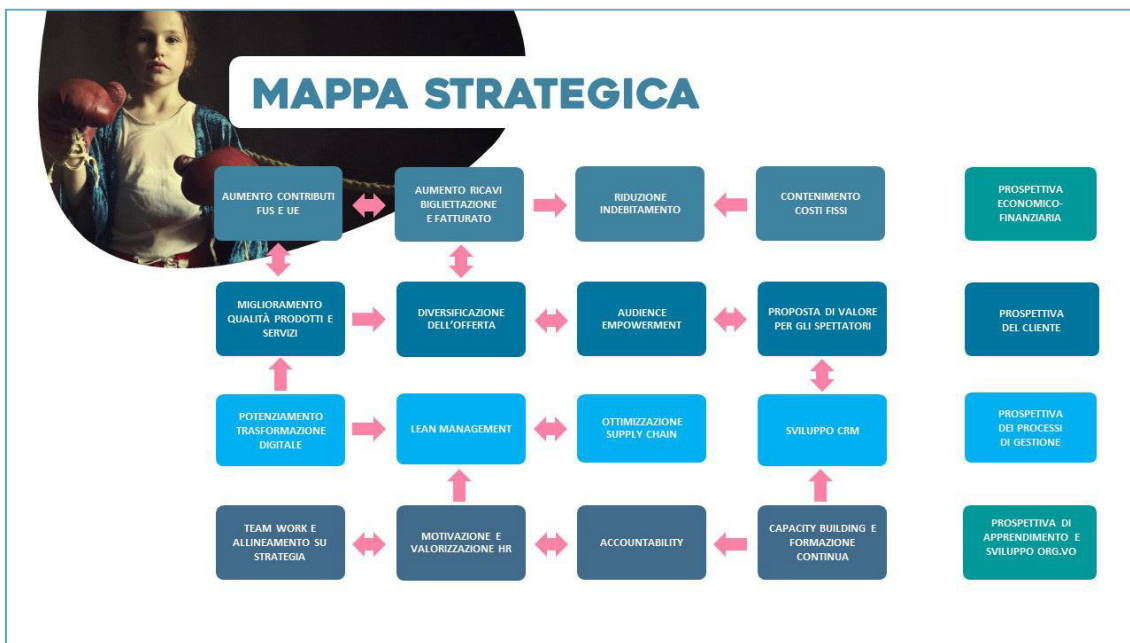 MAPPA STRATEGICA
AUMENTO CONTRIBUTI
FUS E UE
AUMENTO RICAVI
BIGLIETTAZIONE
E FATTURATO
RIDUZIONE
INDEBITAMENTO
CONTENIMENTO
COSTI FISSI
PROSPETTIVA
ECONOMICO-
FINANZIARIA
MIGLIORAMENTO
QUALITÀ PRODOTTI E
SERVIZI
DIVERSIFICAZIONE
DELL'OFFERTA
AUDIENCE
EMPOWERMENT
PROPOSTA DI VALORE
PER GLI SPETTATORI
PROSPETTIVA
DEL CLIENTE
POTENZIAMENTO
TRASFORMAZIONE
DIGITALE
LEAN MANAGEMENT
OTTIMIZZAZIONE
SUPPLY CHAIN
SVILUPPO CRM
PROSPETTIVA
DEI PROCESSI
DI GESTIONE
TEAM WORK E
ALLINEAMENTO SU
STRATEGIA
MOTIVAZIONE E
VALORIZZAZIONE HR
ACCOUNTABILITY
CAPACITY BUILDING E
FORMAZIONE
CONTINUA
PROSPETTIVA DI
APPRENDIMENTO E
SVILUPPO ORG.VO